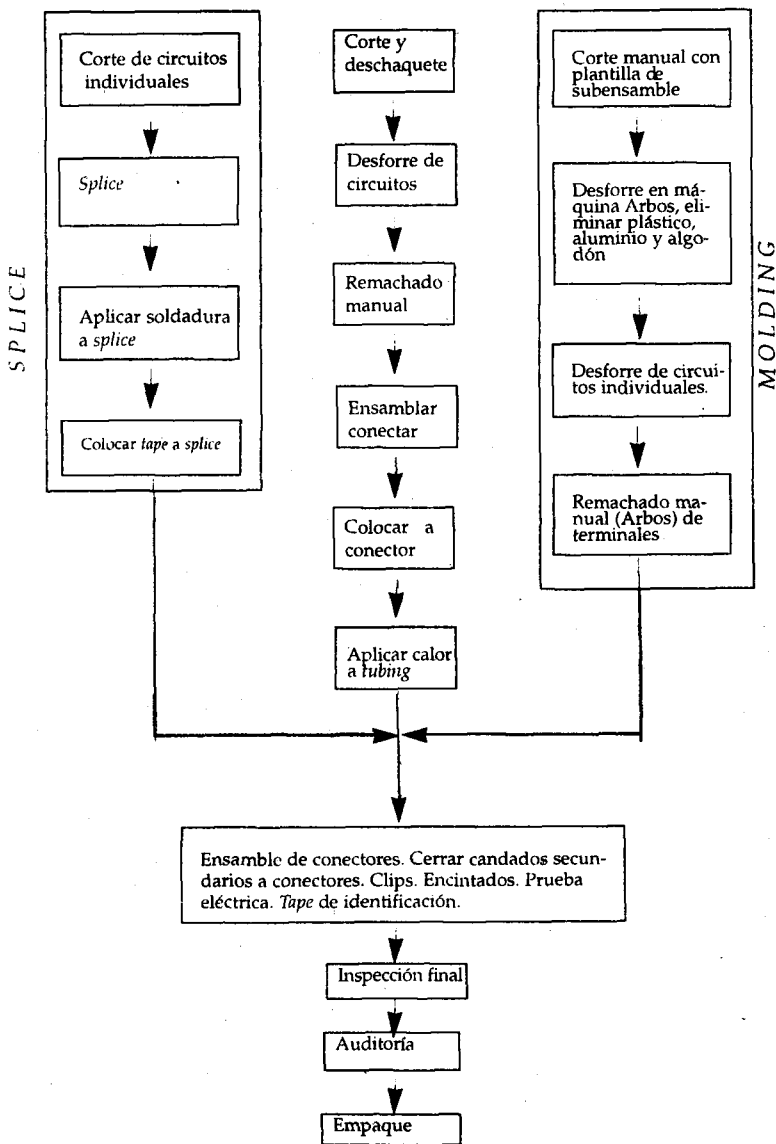 SPLICE
Corte de circuitos
individuales
Splice
Aplicar soldadura
a splice
Colocar tape a splice
Corte y
deschaquete
Desforre de
circuitos
Remachado
manual
Ensamblar
conectar
Colocar a
conector
Aplicar calor
a tubing
MOLDING
Corte manual con
plantilla de
subensamble
Desforre en má-
quina Arbos, eli-
minar plástico,
aluminio y algo-
dón
Desforre de circui-
tos individuales.
Remachado ma-
nual (Arbos) de
terminales
Ensamble de conectores. Cerrar candados secun-
darios a conectores. Clips. Encintados. Prueba
eléctrica. Tape de identificación.
Inspección final
Auditoría
Empaque